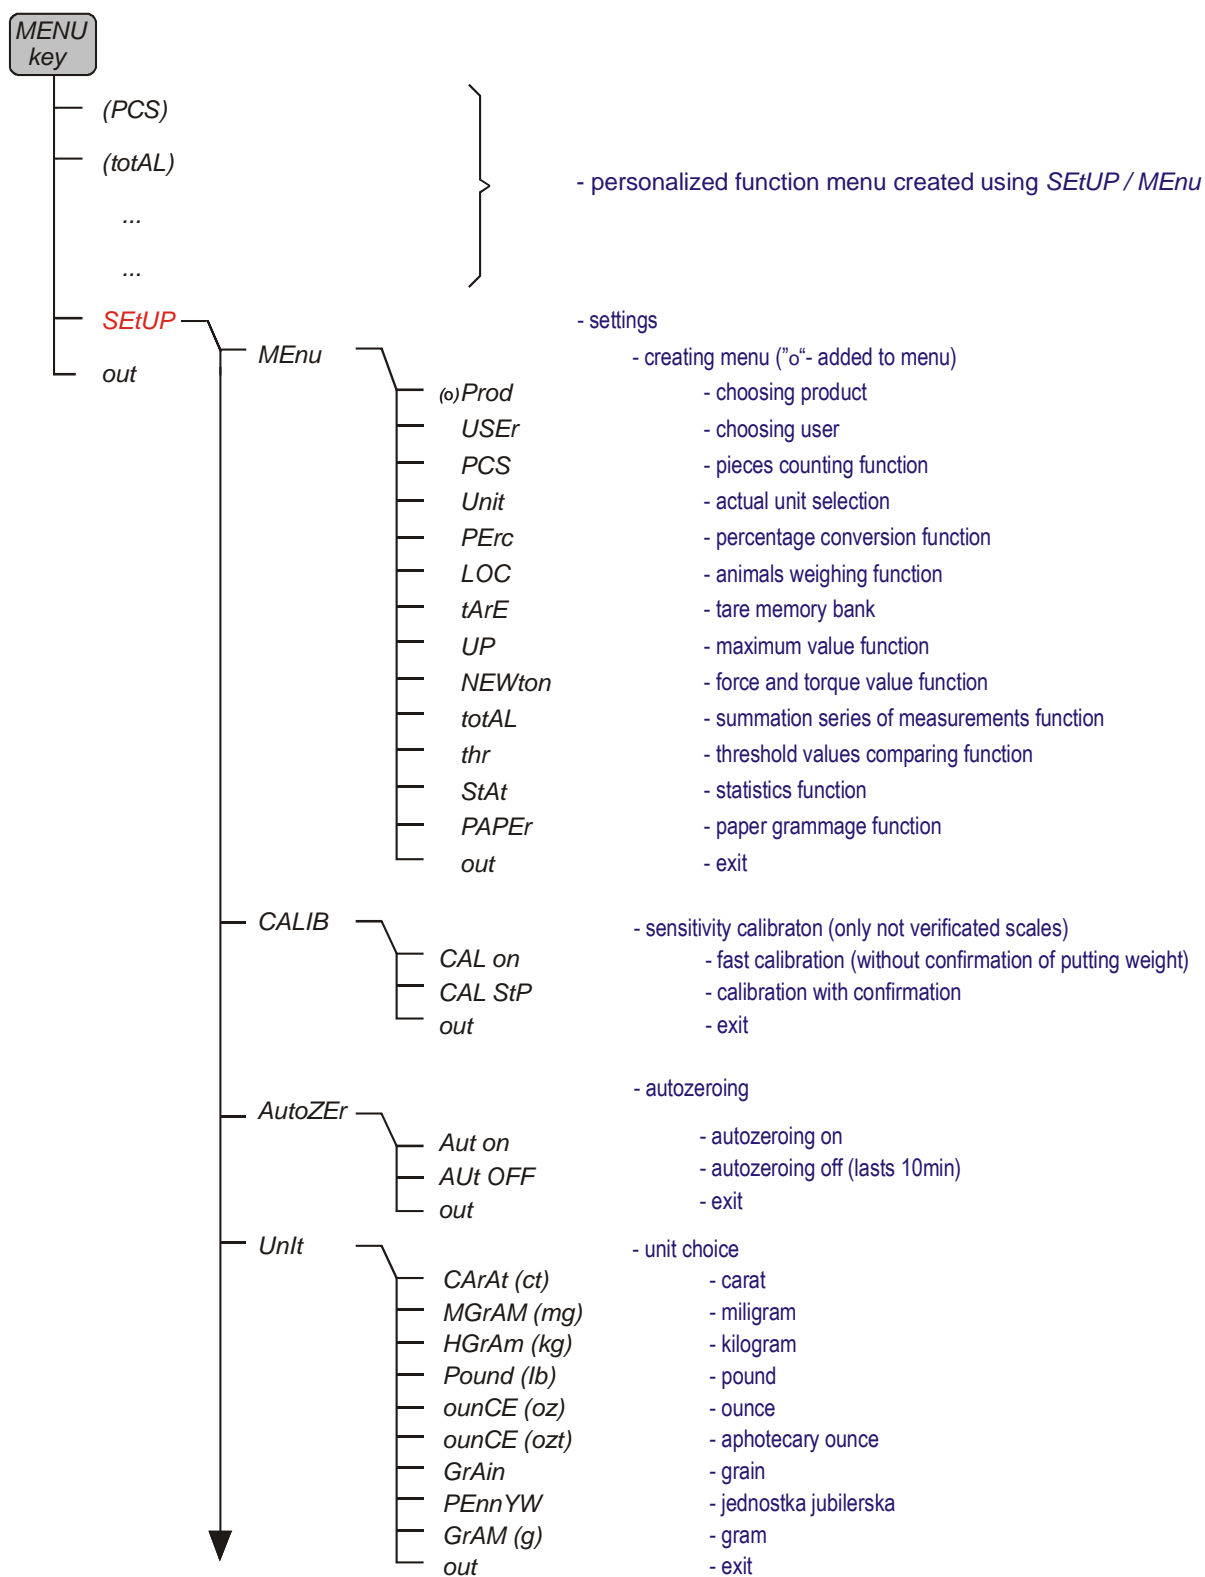 MENU
key
(PCS)
(totAL)
...
...
- personalized function menu created using SEtUP / MEnu
SEtUP - settings
out
MEnu - creating menu ("o"- added to menu)
(o) Prod - choosing product
USEr - choosing user
PCS - pieces counting function
Unit - actual unit selection
PErc - percentage conversion function
LOC - animals weighing function
tArE - tare memory bank
UP - maximum value function
NEWton - force and torque value function
totAL - summation series of measurements function
thr - threshold values comparing function
StAt - statistics function
PAPEr - paper grammage function
out - exit
CALIB - sensitivity calibraton (only not verificated scales)
CAL on - fast calibration (without confirmation of putting weight)
CAL StP - calibration with confirmation
out - exit
AutoZEr - autozeroing
Aut on - autozeroing on
AUt OFF - autozeroing off (lasts 10min)
out - exit
UnIt - unit choice
CArAt (ct) - carat
MGrAM (mg) - miligram
HGrAm (kg) - kilogram
Pound (lb) - pound
ounCE (oz) - ounce
ounCE (ozt) - aphotecary ounce
GrAin - grain
PEnnYW - jednostka jubilerska
GrAM (g) - gram
out - exit